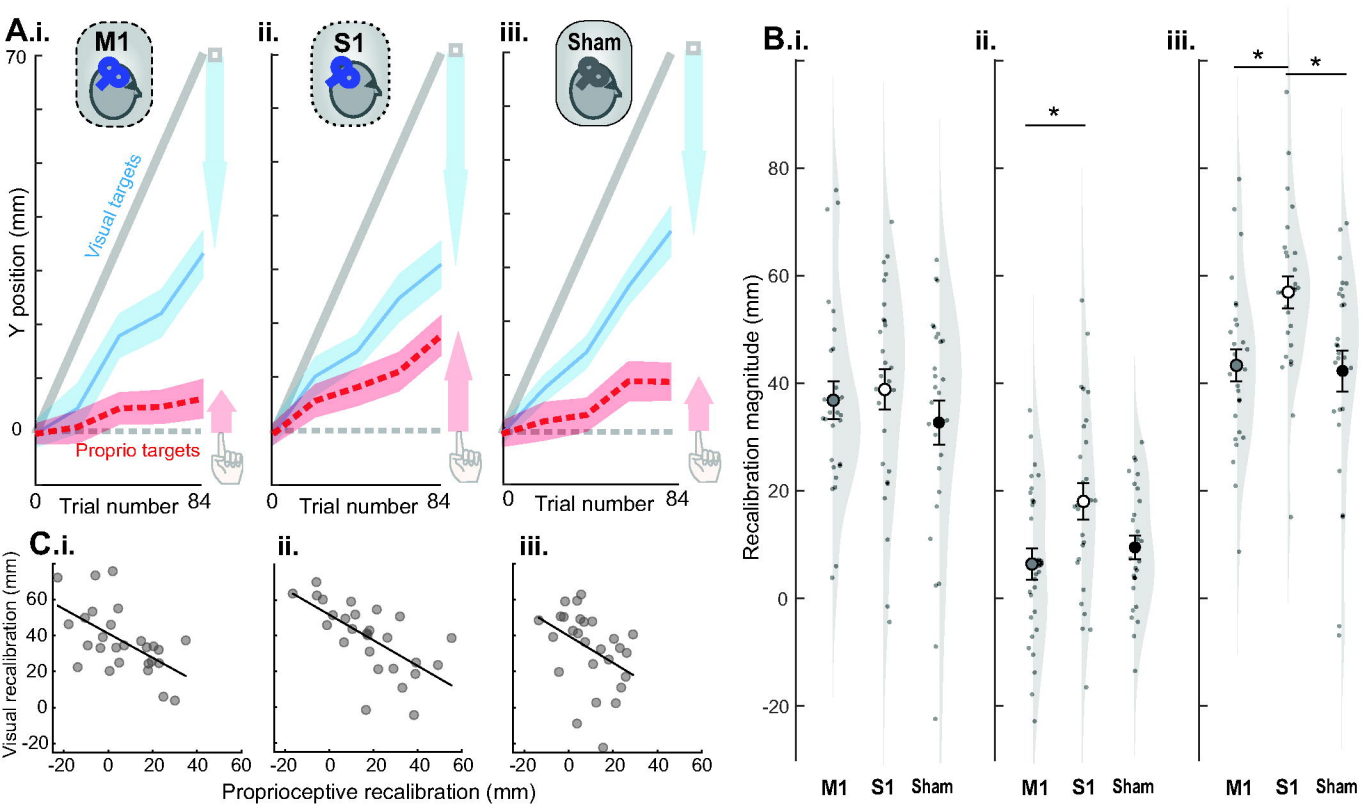 A.i.
M1
ii.
S1
iii.
Sham
70
0
Y position (mm)
Visual targets
Proprio targets
0
Trial number
84
0
Trial number
84
0
Trial number
84
B.i.
ii.
iii.
*
*
*
80
60
40
20
0
-20
Recalibration magnitude (mm)
M1
S1
Sham
M1
S1
Sham
M1
S1
Sham
C.i.
ii.
iii.
Visual recalibration (mm)
60
40
20
0
-20
-20
0
20
40
60
-20
0
20
40
60
-20
0
20
40
60
Proprioceptive recalibration (mm)